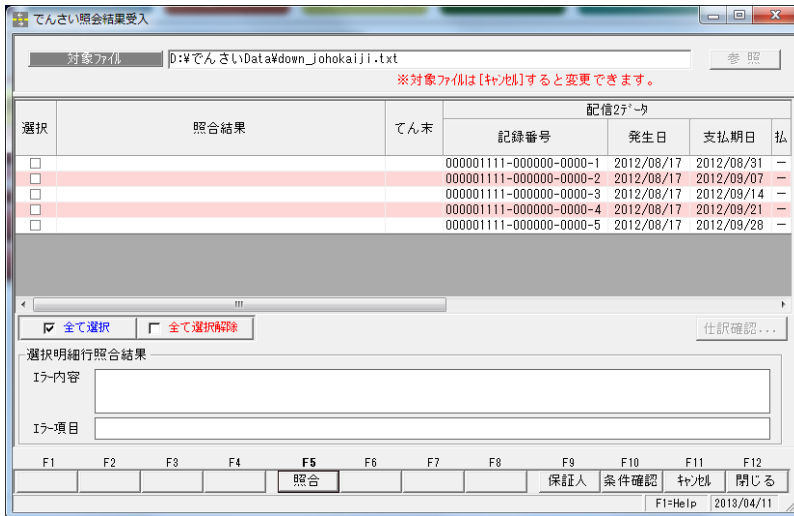 でんさい照会結果受入
対象ファイル D:¥でんさいData¥down_johokaiji.txt 参照
※対象ファイルは[キャンセル]すると変更できます。
選択 照合結果 てん末 配信2データ
記録番号 発生日 支払期日 払
000001111-000000-0000-1 2012/08/17 2012/08/31 ー
000001111-000000-0000-2 2012/08/17 2012/09/07 ー
000001111-000000-0000-3 2012/08/17 2012/09/14 ー
000001111-000000-0000-4 2012/08/17 2012/09/21 ー
000001111-000000-0000-5 2012/08/17 2012/09/28 ー
全て選択 全て選択解除 仕訳確認...
選択明細行照合結果
エラー内容
エラー項目
F1 F2 F3 F4 F5 F6 F7 F8 F9 F10 F11 F12
照合 保証人 条件確認 キャンセル 閉じる
F1=Help 2013/04/11